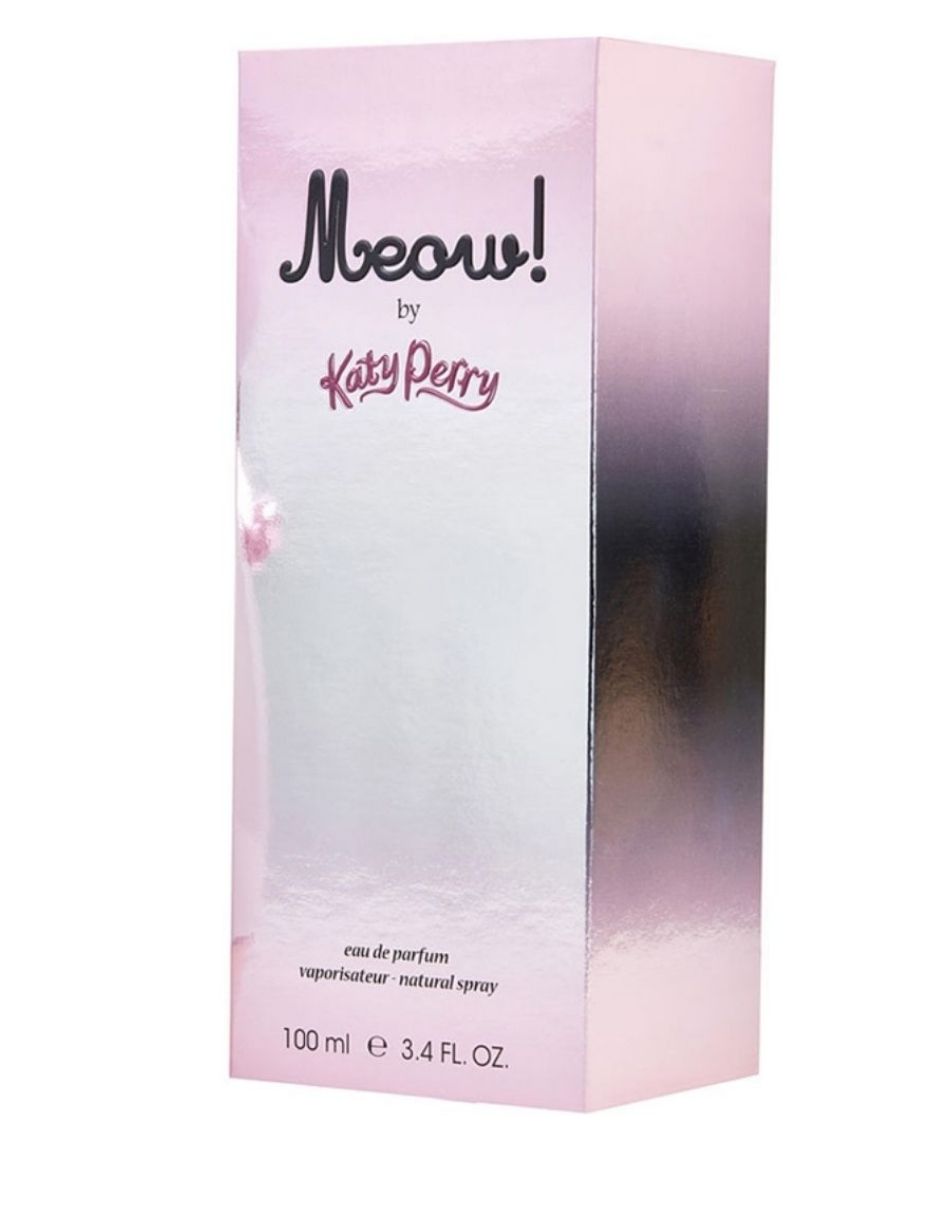 Meow!
by
Katy Perry
eau de parfum
vaporisateur - natural spray
100 ml ℮ 3.4 FL. OZ.